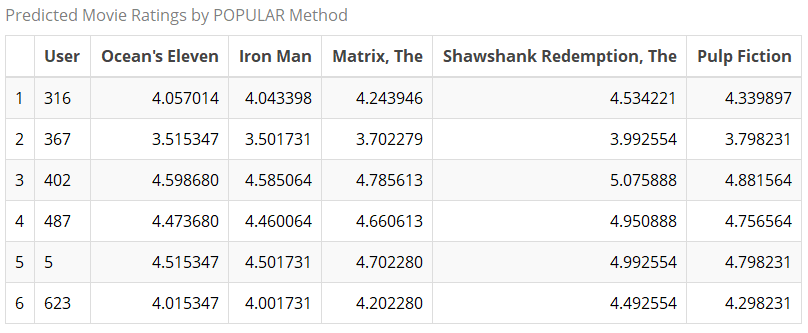 Predicted Movie Ratings by POPULAR Method
User Ocean's Eleven Iron Man Matrix, The Shawshank Redemption, The Pulp Fiction
1 316 4.057014 4.043398 4.243946 4.534221 4.339897
2 367 3.515347 3.501731 3.702279 3.992554 3.798231
3 402 4.598680 4.585064 4.785613 5.075888 4.881564
4 487 4.473680 4.460064 4.660613 4.950888 4.756564
5 5 4.515347 4.501731 4.702280 4.992554 4.798231
6 623 4.015347 4.001731 4.202280 4.492554 4.298231